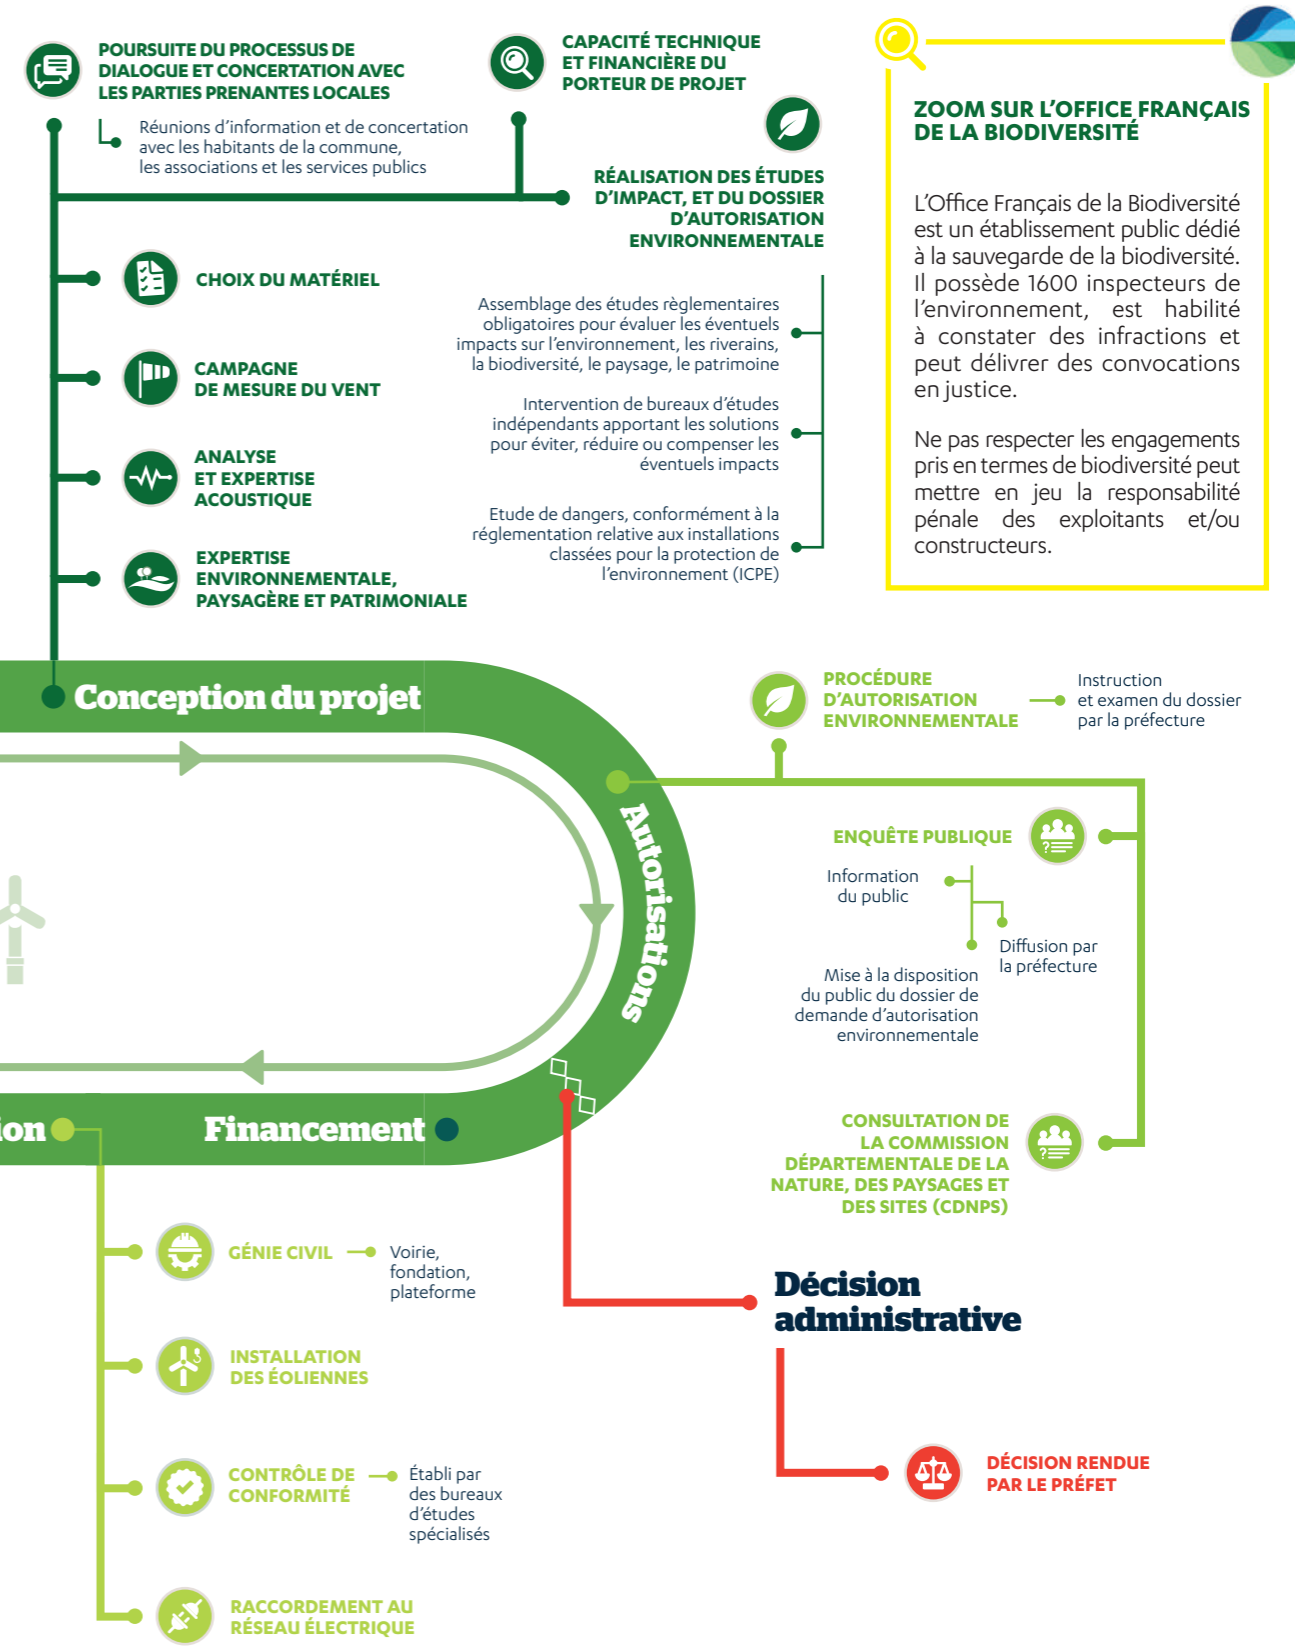 POURSUITE DU PROCESSUS DE
DIALOGUE ET CONCERTATION AVEC
LES PARTIES PRENANTES LOCALES
Réunions d'information et de concertation
avec les habitants de la commune,
les associations et les services publics
CAPACITÉ TECHNIQUE
ET FINANCIÈRE DU
PORTEUR DE PROJET
RÉALISATION DES ÉTUDES
D'IMPACT, ET DU DOSSIER
D'AUTORISATION
ENVIRONNEMENTALE
Assemblage des études règlementaires
obligatoires pour évaluer les éventuels
impacts sur l'environnement, les riverains,
la biodiversité, le paysage, le patrimoine
Intervention de bureaux d'études
indépendants apportant les solutions
pour éviter, réduire ou compenser les
éventuels impacts
Etude de dangers, conformément à la
réglementation relative aux installations
classées pour la protection de
l'environnement (ICPE)
CHOIX DU MATÉRIEL
CAMPAGNE
DE MESURE DU VENT
ANALYSE
ET EXPERTISE
ACOUSTIQUE
EXPERTISE
ENVIRONNEMENTALE,
PAYSAGÈRE ET PATRIMONIALE
ZOOM SUR L'OFFICE FRANÇAIS
DE LA BIODIVERSITÉ
L'Office Français de la Biodiversité
est un établissement public dédié
à la sauvegarde de la biodiversité.
Il possède 1600 inspecteurs de
l'environnement, est habilité
à constater des infractions et
peut délivrer des convocations
en justice.
Ne pas respecter les engagements
pris en termes de biodiversité peut
mettre en jeu la responsabilité
pénale des exploitants et/ou
constructeurs.
Conception du projet
Autorisations
PROCÉDURE
D'AUTORISATION
ENVIRONNEMENTALE
Instruction
et examen du dossier
par la préfecture
ENQUÊTE PUBLIQUE
Information
du public
Diffusion par
la préfecture
Mise à la disposition
du public du dossier de
demande d'autorisation
environnementale
CONSULTATION DE
LA COMMISSION
DÉPARTEMENTALE DE LA
NATURE, DES PAYSAGES ET
DES SITES (CDNPS)
Décision
administrative
DÉCISION RENDUE
PAR LE PRÉFET
Financement
ion
GÉNIE CIVIL
Voirie,
fondation,
plateforme
INSTALLATION
DES ÉOLIENNES
CONTRÔLE DE
CONFORMITÉ
Établi par
des bureaux
d'études
spécialisés
RACCORDEMENT AU
RÉSEAU ÉLECTRIQUE